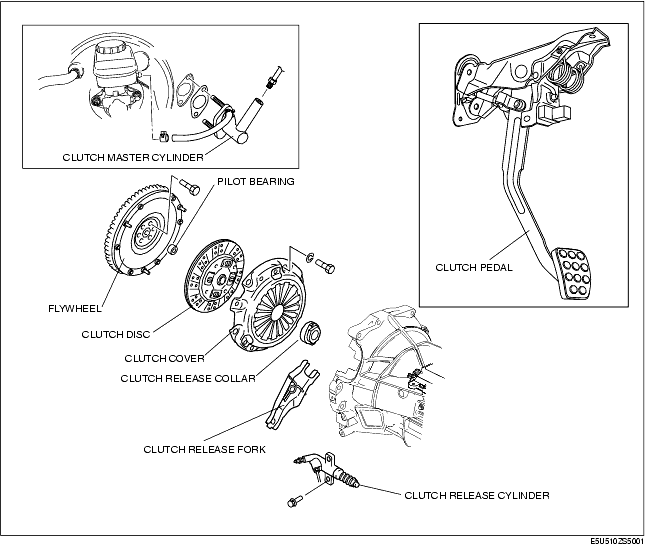 CLUTCH MASTER CYLINDER
PILOT BEARING
CLUTCH PEDAL
FLYWHEEL
CLUTCH DISC
CLUTCH COVER
CLUTCH RELEASE COLLAR
CLUTCH RELEASE FORK
CLUTCH RELEASE CYLINDER
E5U510ZS5001